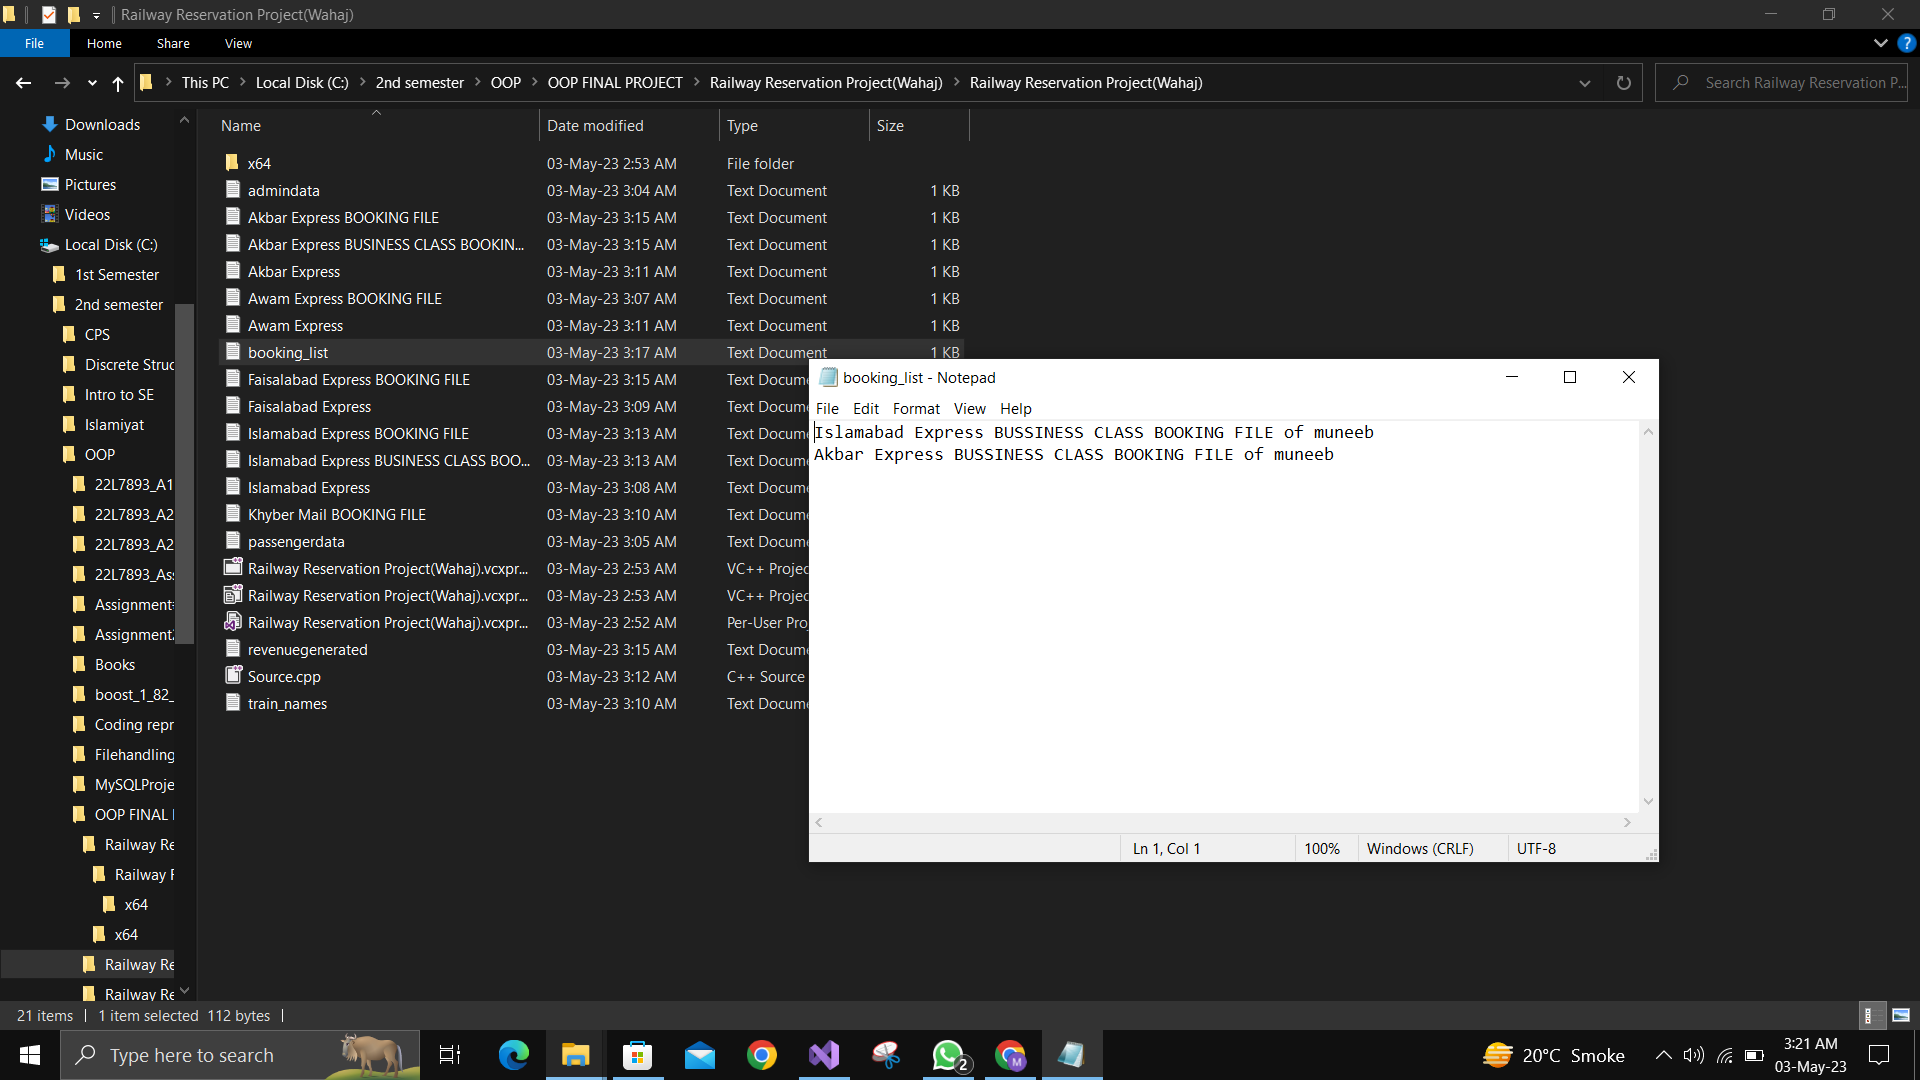 Railway Reservation Project(Wahaj)
File Home Share View
This PC Local Disk (C:) 2nd semester OOP OOP FINAL PROJECT Railway Reservation Project(Wahaj) Railway Reservation Project(Wahaj)
Search Railway Reservation P...
Downloads
Music
Pictures
Videos
Local Disk (C:)
1st Semester
2nd semester
CPS
Discrete Struc
Intro to SE
Islamiyat
OOP
22L7893_A1
22L7893_A2
22L7893_A2
22L7893_Ass
Assignment
Assignment
Books
boost_1_82_
Coding repr
Filehandling
MySQLProje
OOP FINAL
Railway Re
Railway
x64
x64
Railway Re
Railway Re
Name Date modified Type Size
x64 03-May-23 2:53 AM File folder
admindata 03-May-23 3:04 AM Text Document 1 KB
Akbar Express BOOKING FILE 03-May-23 3:15 AM Text Document 1 KB
Akbar Express BUSINESS CLASS BOOKIN... 03-May-23 3:15 AM Text Document 1 KB
Akbar Express 03-May-23 3:11 AM Text Document 1 KB
Awam Express BOOKING FILE 03-May-23 3:07 AM Text Document 1 KB
Awam Express 03-May-23 3:11 AM Text Document 1 KB
booking_list 03-May-23 3:17 AM Text Document 1 KB
Faisalabad Express BOOKING FILE 03-May-23 3:15 AM Text Docum
Faisalabad Express 03-May-23 3:09 AM Text Docum
Islamabad Express BOOKING FILE 03-May-23 3:13 AM Text Docum
Islamabad Express BUSINESS CLASS BOO... 03-May-23 3:13 AM Text Docum
Islamabad Express 03-May-23 3:08 AM Text Docum
Khyber Mail BOOKING FILE 03-May-23 3:10 AM Text Docum
passengerdata 03-May-23 3:05 AM Text Docum
Railway Reservation Project(Wahaj).vcxpr... 03-May-23 2:53 AM VC++ Projec
Railway Reservation Project(Wahaj).vcxpr... 03-May-23 2:53 AM VC++ Projec
Railway Reservation Project(Wahaj).vcxpr... 03-May-23 2:52 AM Per-User Pro
revenuegenerated 03-May-23 3:15 AM Text Docum
Source.cpp 03-May-23 3:12 AM C++ Source
train_names 03-May-23 3:10 AM Text Docum
booking_list - Notepad
File Edit Format View Help
Islamabad Express BUSSINESS CLASS BOOKING FILE of muneeb
Akbar Express BUSSINESS CLASS BOOKING FILE of muneeb
Ln 1, Col 1 100% Windows (CRLF) UTF-8
21 items 1 item selected 112 bytes
Type here to search
2
M
20°C Smoke
3:21 AM
03-May-23